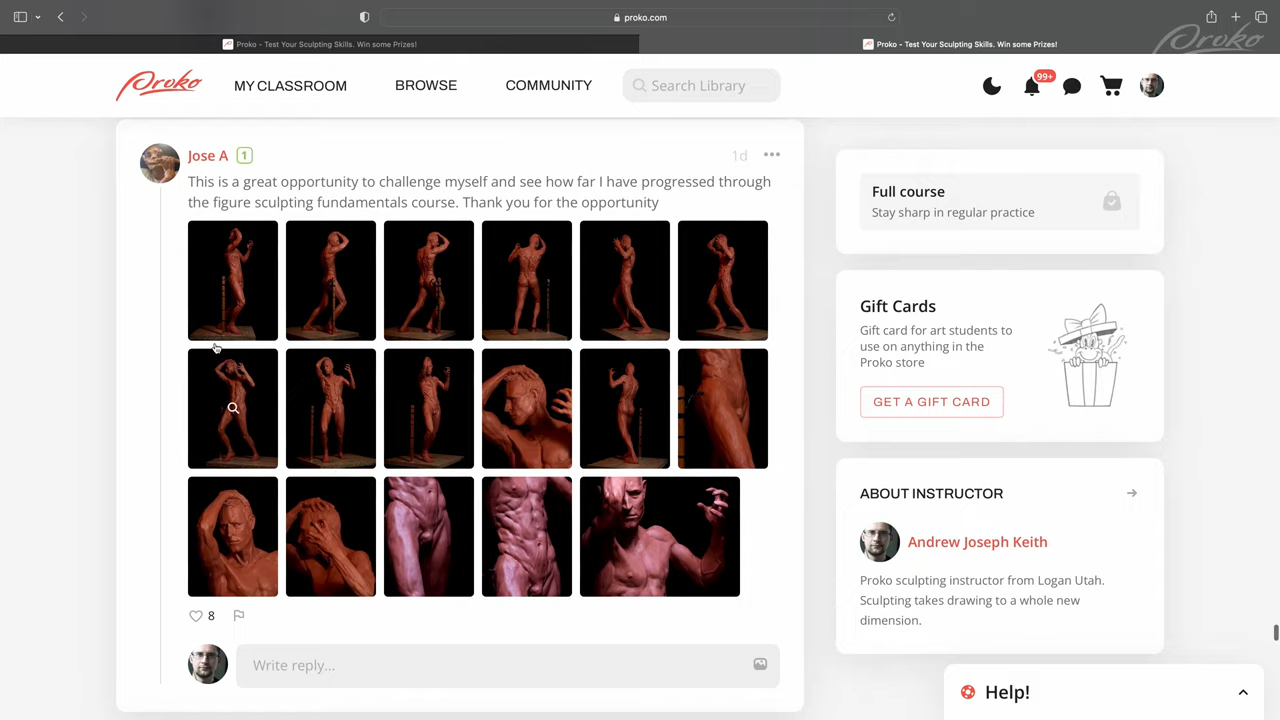 proko.com
Proko - Test Your Sculpting Skills. Win some Prizes!
Proko - Test Your Sculpting Skills. Win some Prizes!
Proko
Proko
MY CLASSROOM
BROWSE
COMMUNITY
Search Library
99+
Jose A 1
1d
This is a great opportunity to challenge myself and see how far I have progressed through
the figure sculpting fundamentals course. Thank you for the opportunity
8
Write reply...
Full course
Stay sharp in regular practice
Gift Cards
Gift card for art students to
use on anything in the
Proko store
GET A GIFT CARD
ABOUT INSTRUCTOR
Andrew Joseph Keith
Proko sculpting instructor from Logan Utah.
Sculpting takes drawing to a whole new
dimension.
Help!